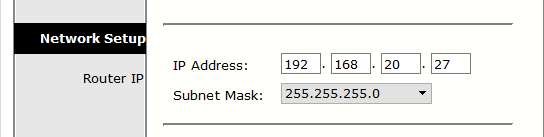 Network Setup
IP Address: 192 . 168 . 20 . 27
Router IP
Subnet Mask: 255.255.255.0